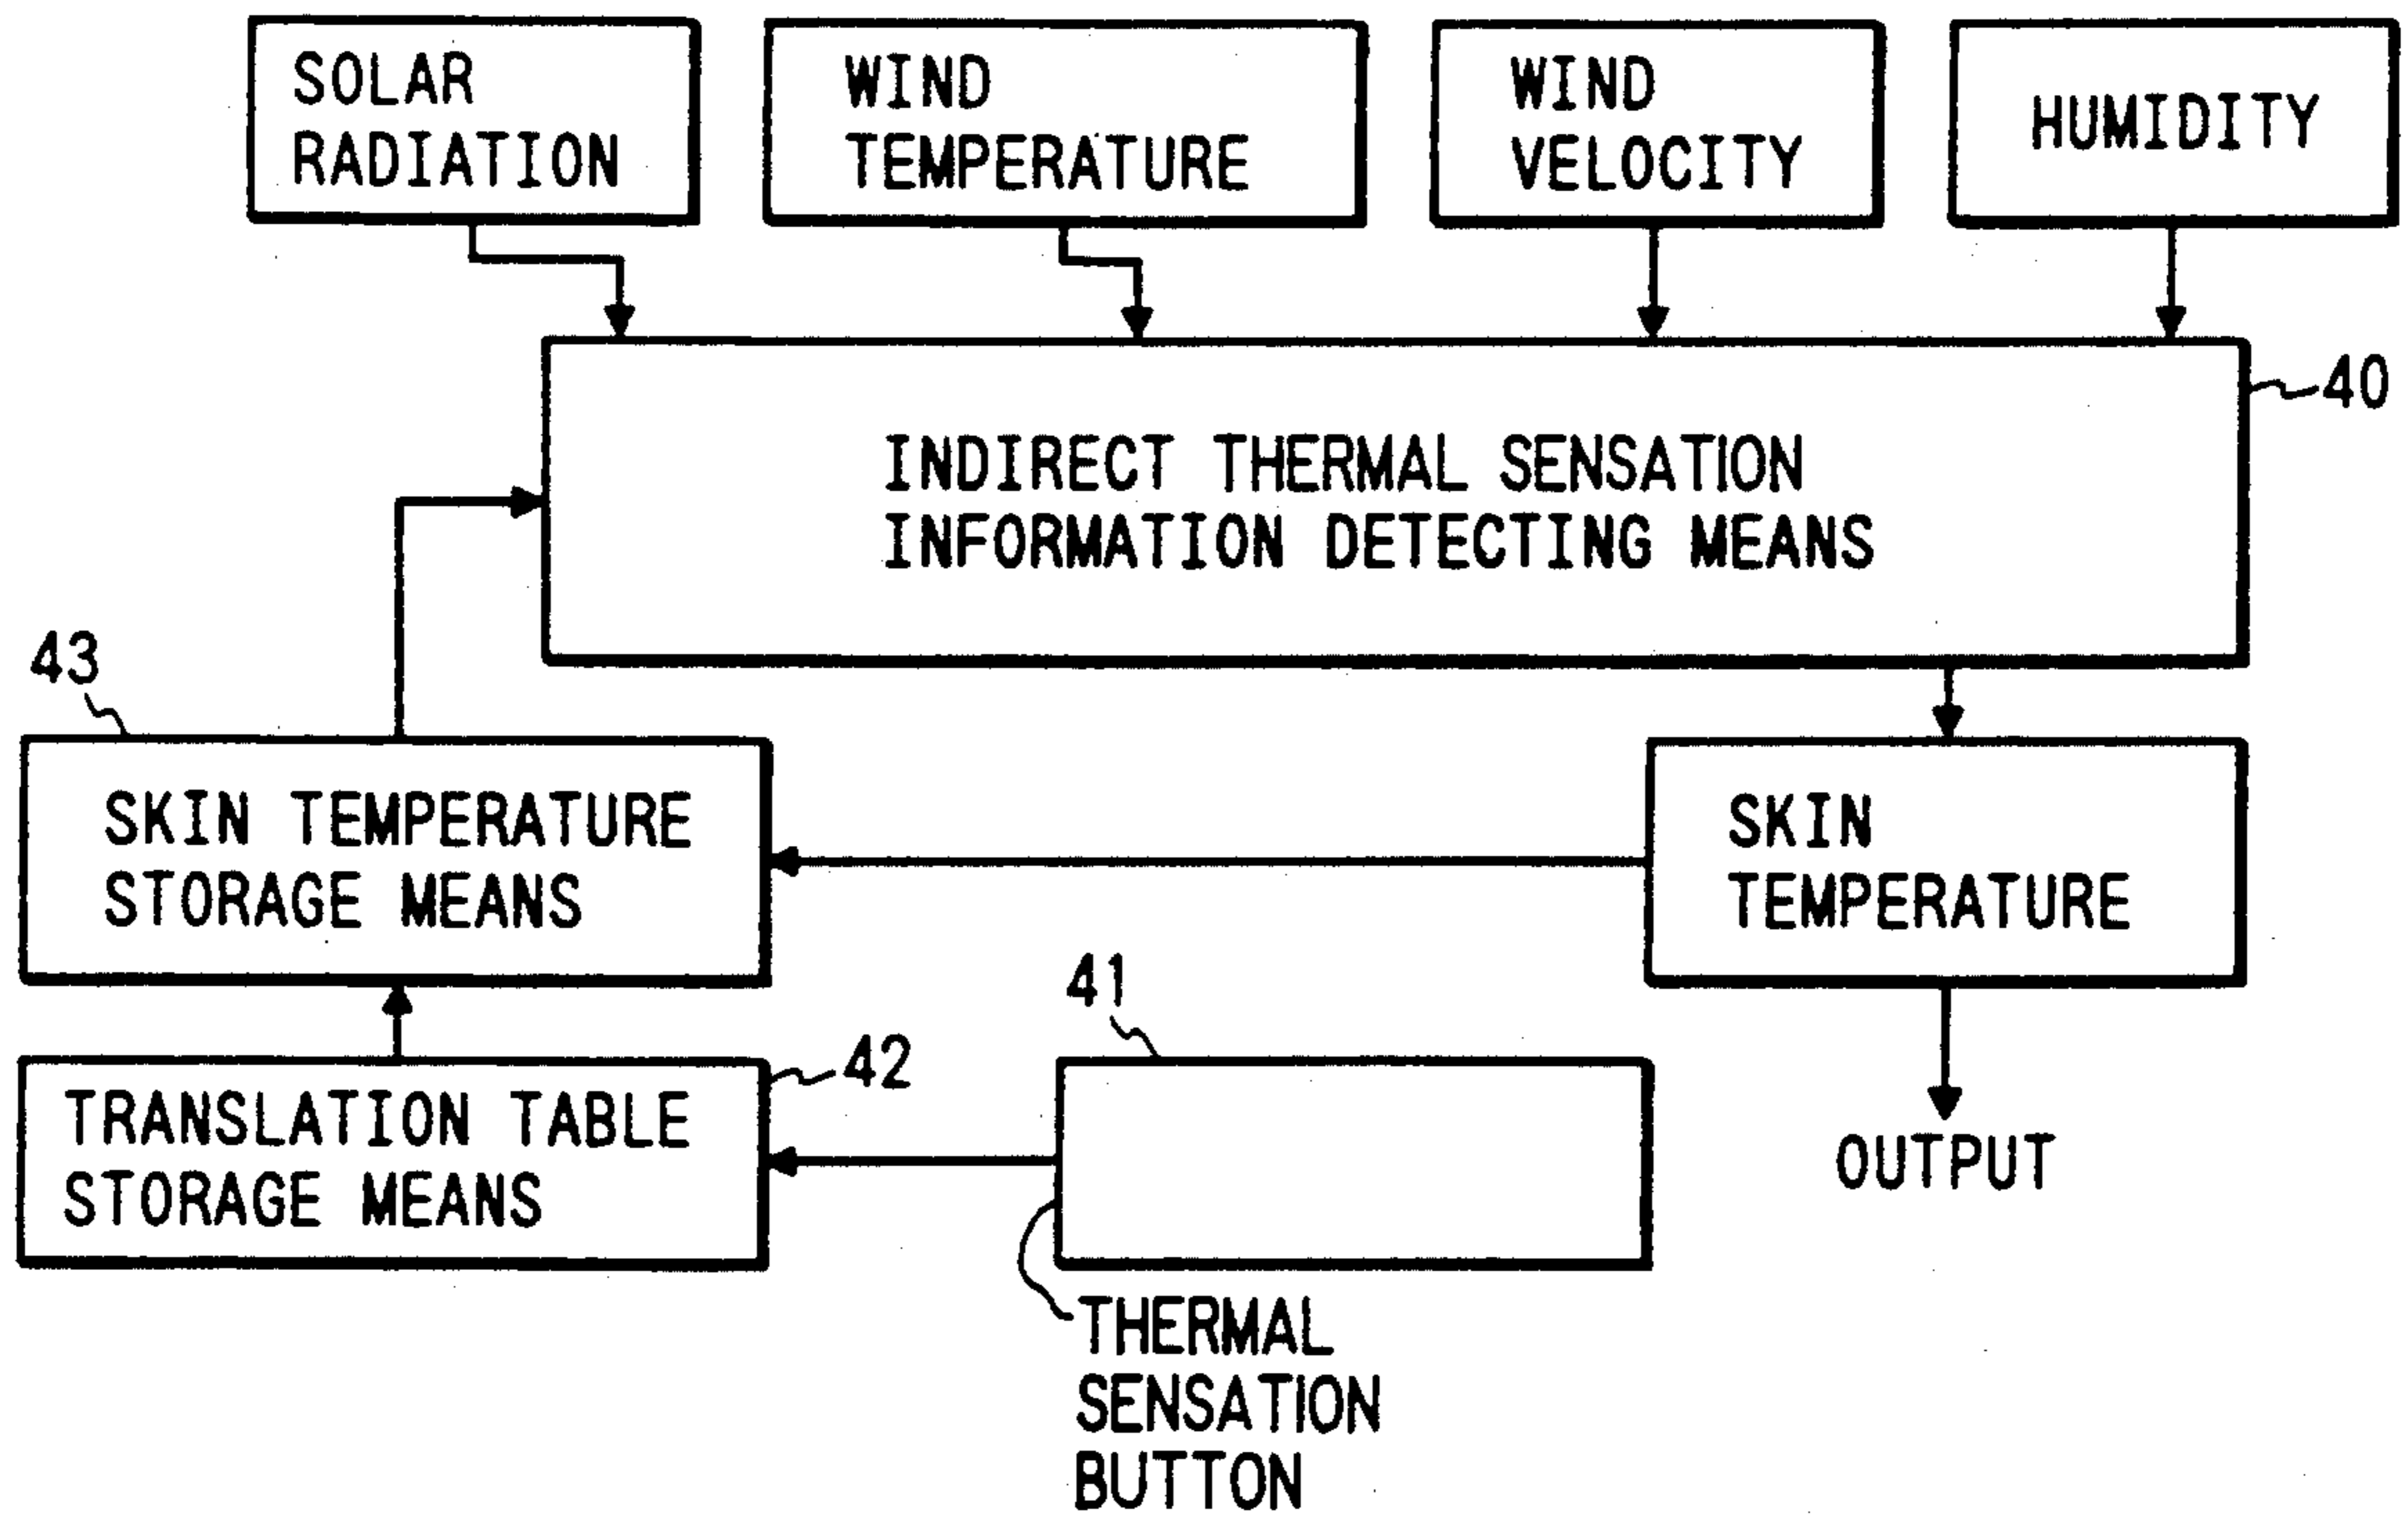 SOLAR
RADIATION
WIND
TEMPERATURE
WIND
VELOCITY
HUMIDITY
40
INDIRECT THERMAL SENSATION
INFORMATION DETECTING MEANS
43
SKIN TEMPERATURE
STORAGE MEANS
SKIN
TEMPERATURE
41
42
TRANSLATION TABLE
STORAGE MEANS
OUTPUT
THERMAL
SENSATION
BUTTON